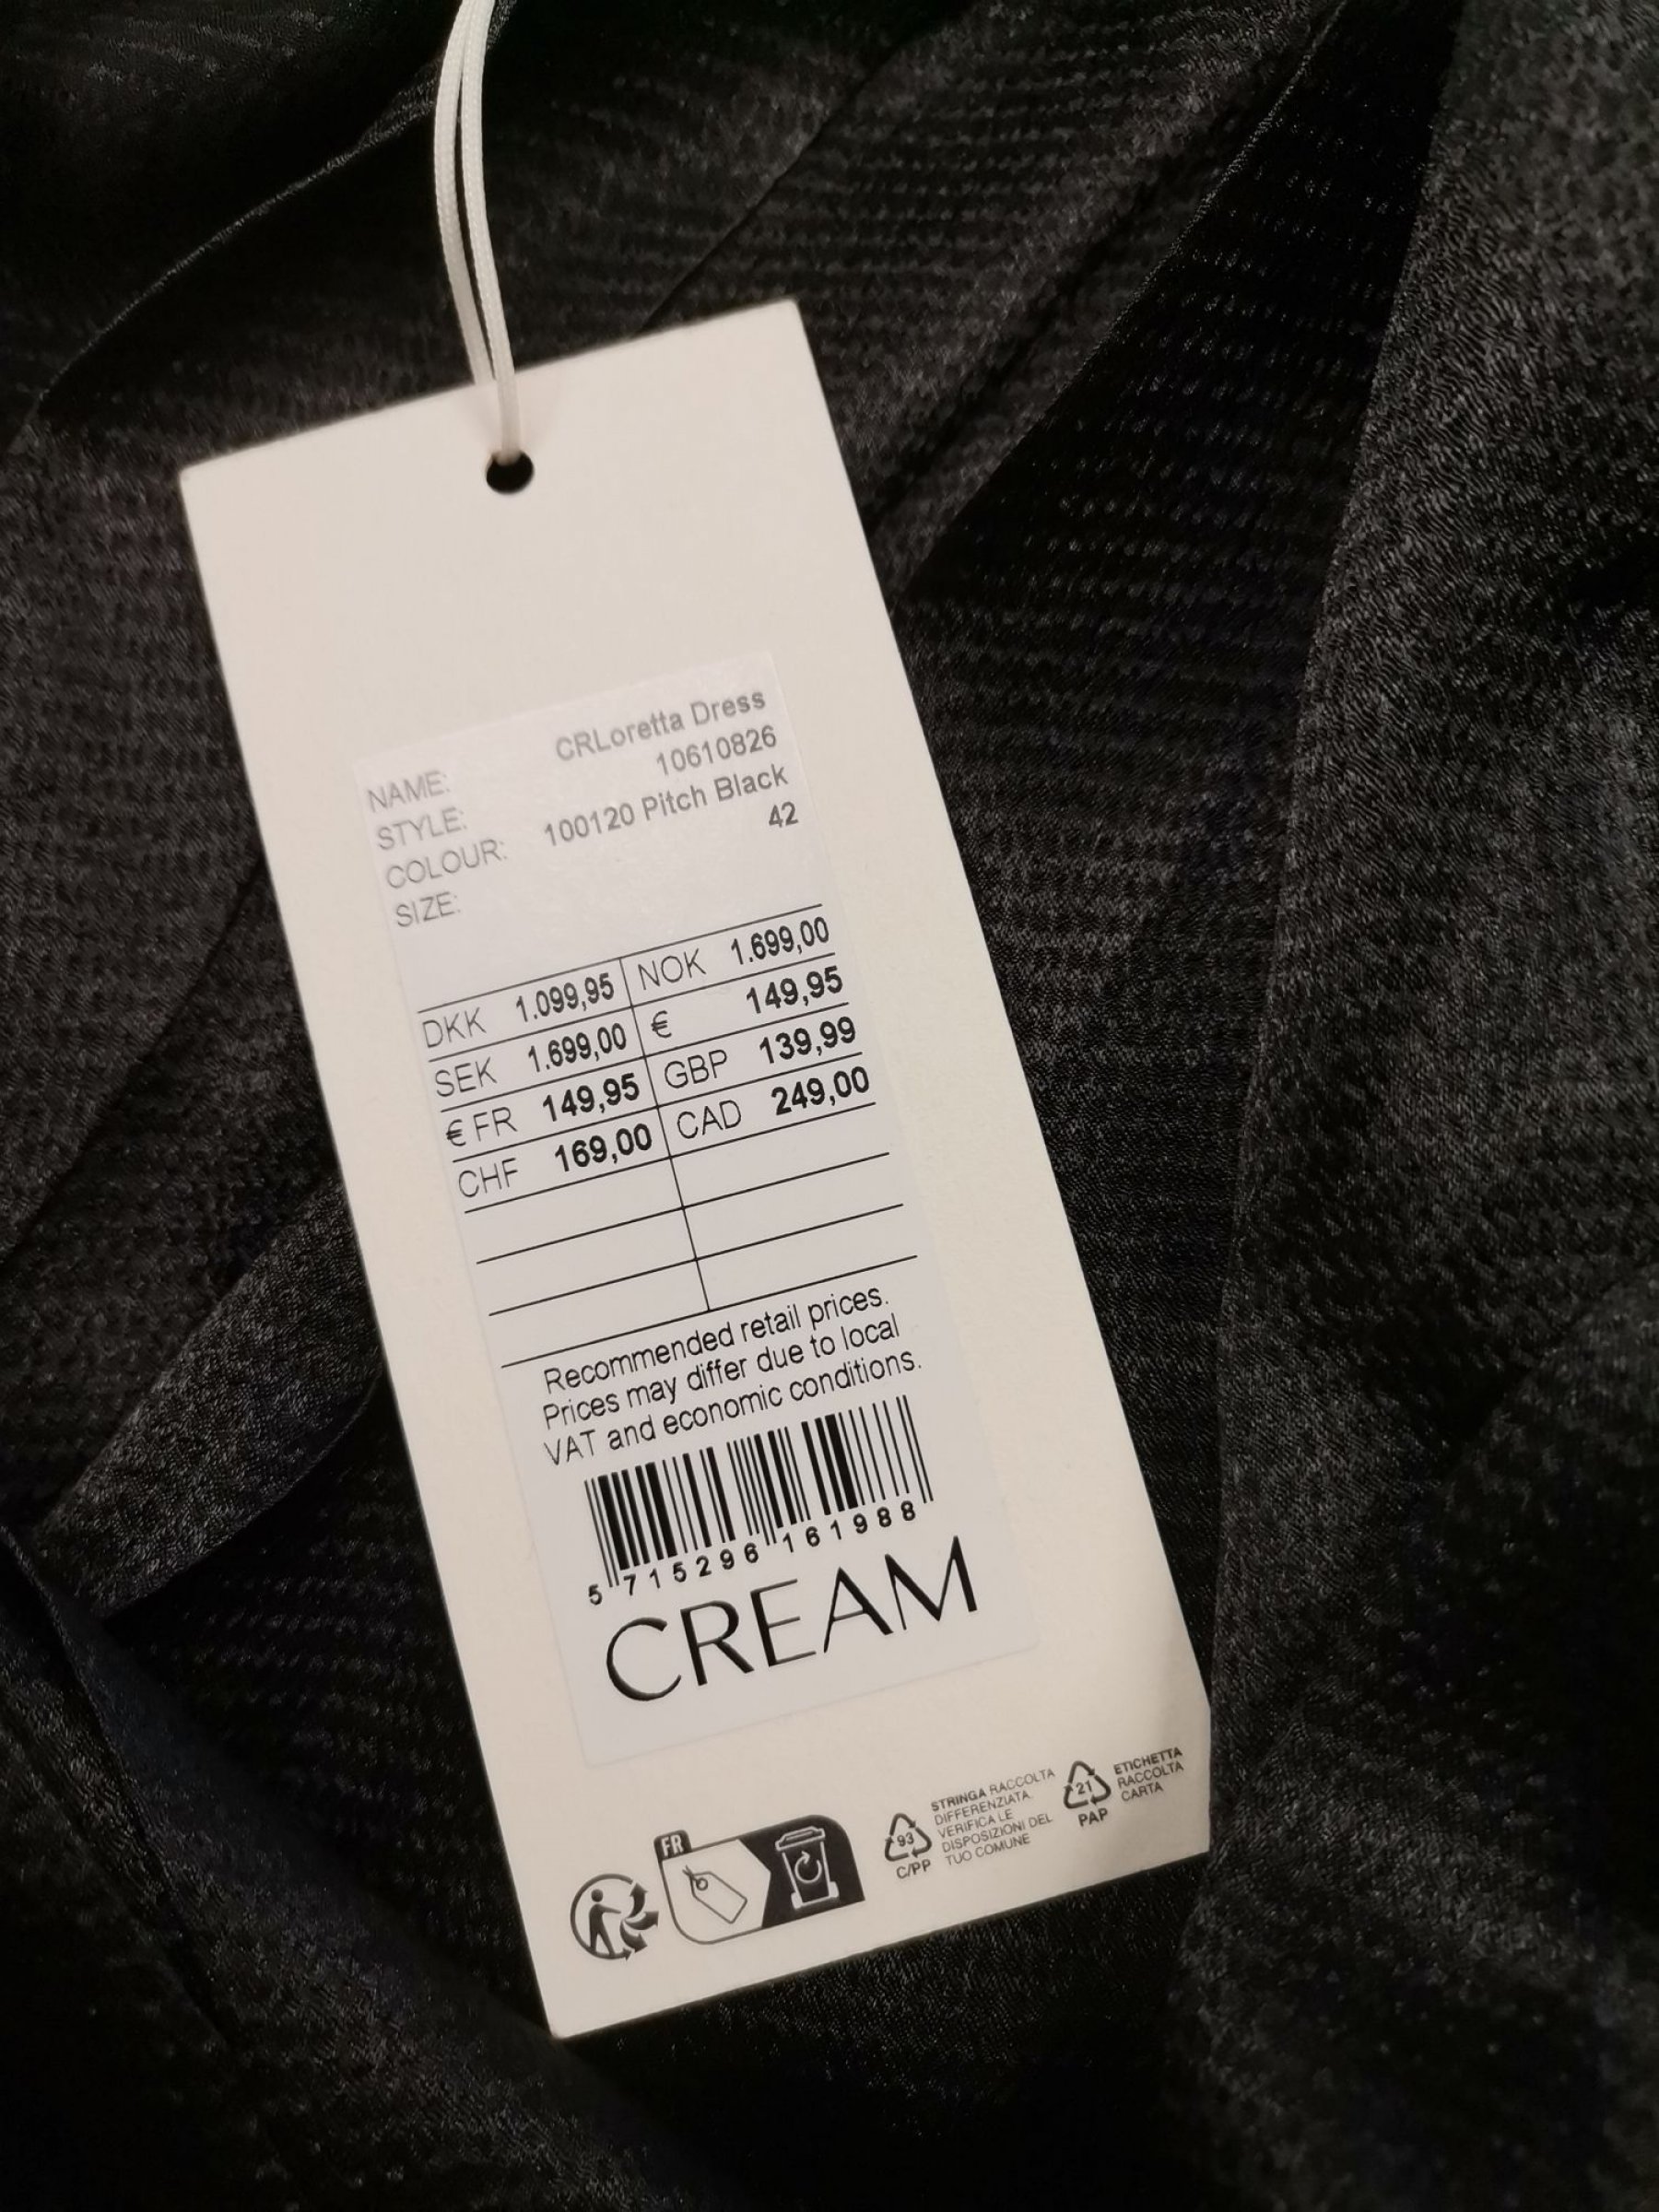 NAME: CRLoretta Dress
STYLE: 10610826
COLOUR: 100120 Pitch Black
SIZE: 42
DKK 1.099,95 NOK 1.699,00
SEK 1.699,00 € 149,95
€ FR 149,95 GBP 139,99
CHF 169,00 CAD 249,00
Recommended retail prices.
Prices may differ due to local
VAT and economic conditions.
5 715296 161988
CREAM
FR
93
C/PP
STRINGA RACCOLTA
DIFFERENZIATA.
VERIFICA LE
DISPOSIZIONI DEL
TUO COMUNE
21
PAP
ETICHETTA
RACCOLTA
CARTA